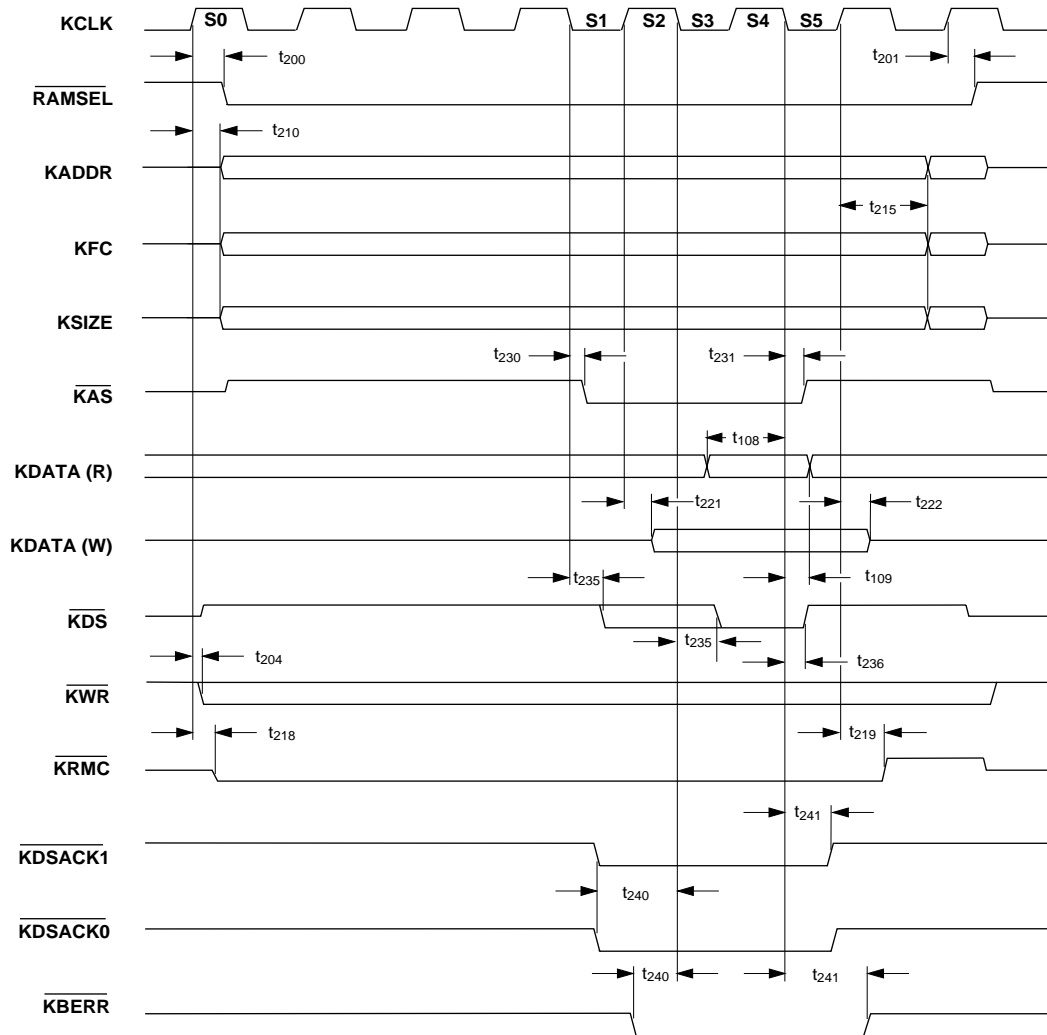 KCLK S0 S1 S2 S3 S4 S5
t200 t201
RAMSEL
t210
KADDR
t215
KFC
KSIZE
t230 t231
KAS
t108
KDATA (R)
t221 t222
KDATA (W)
t235 t109
KDS
t235 t236
t204
KWR
t218 t219
KRMC
t241
KDSACK1
t240
KDSACK0
t240 t241
KBERR